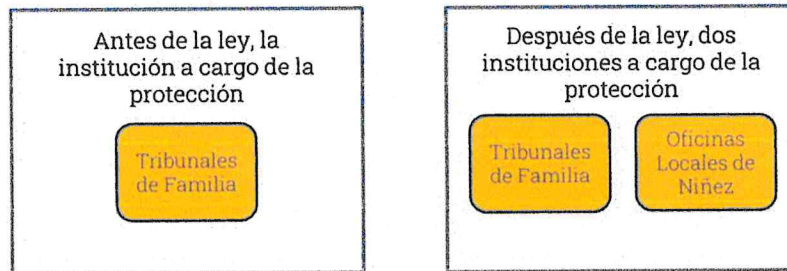 Antes de la ley, la
institución a cargo de la
protección
Tribunales
de Familia
Después de la ley, dos
instituciones a cargo de la
protección
Tribunales
de Familia
Oficinas
Locales de
Niñez